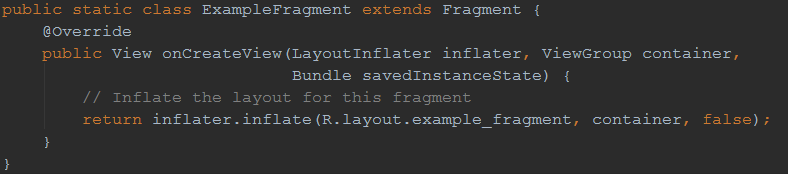 public static class ExampleFragment extends Fragment {
    @Override
    public View onCreateView(LayoutInflater inflater, ViewGroup container,
                             Bundle savedInstanceState) {
        // Inflate the layout for this fragment
        return inflater.inflate(R.layout.example_fragment, container, false);
    }
}